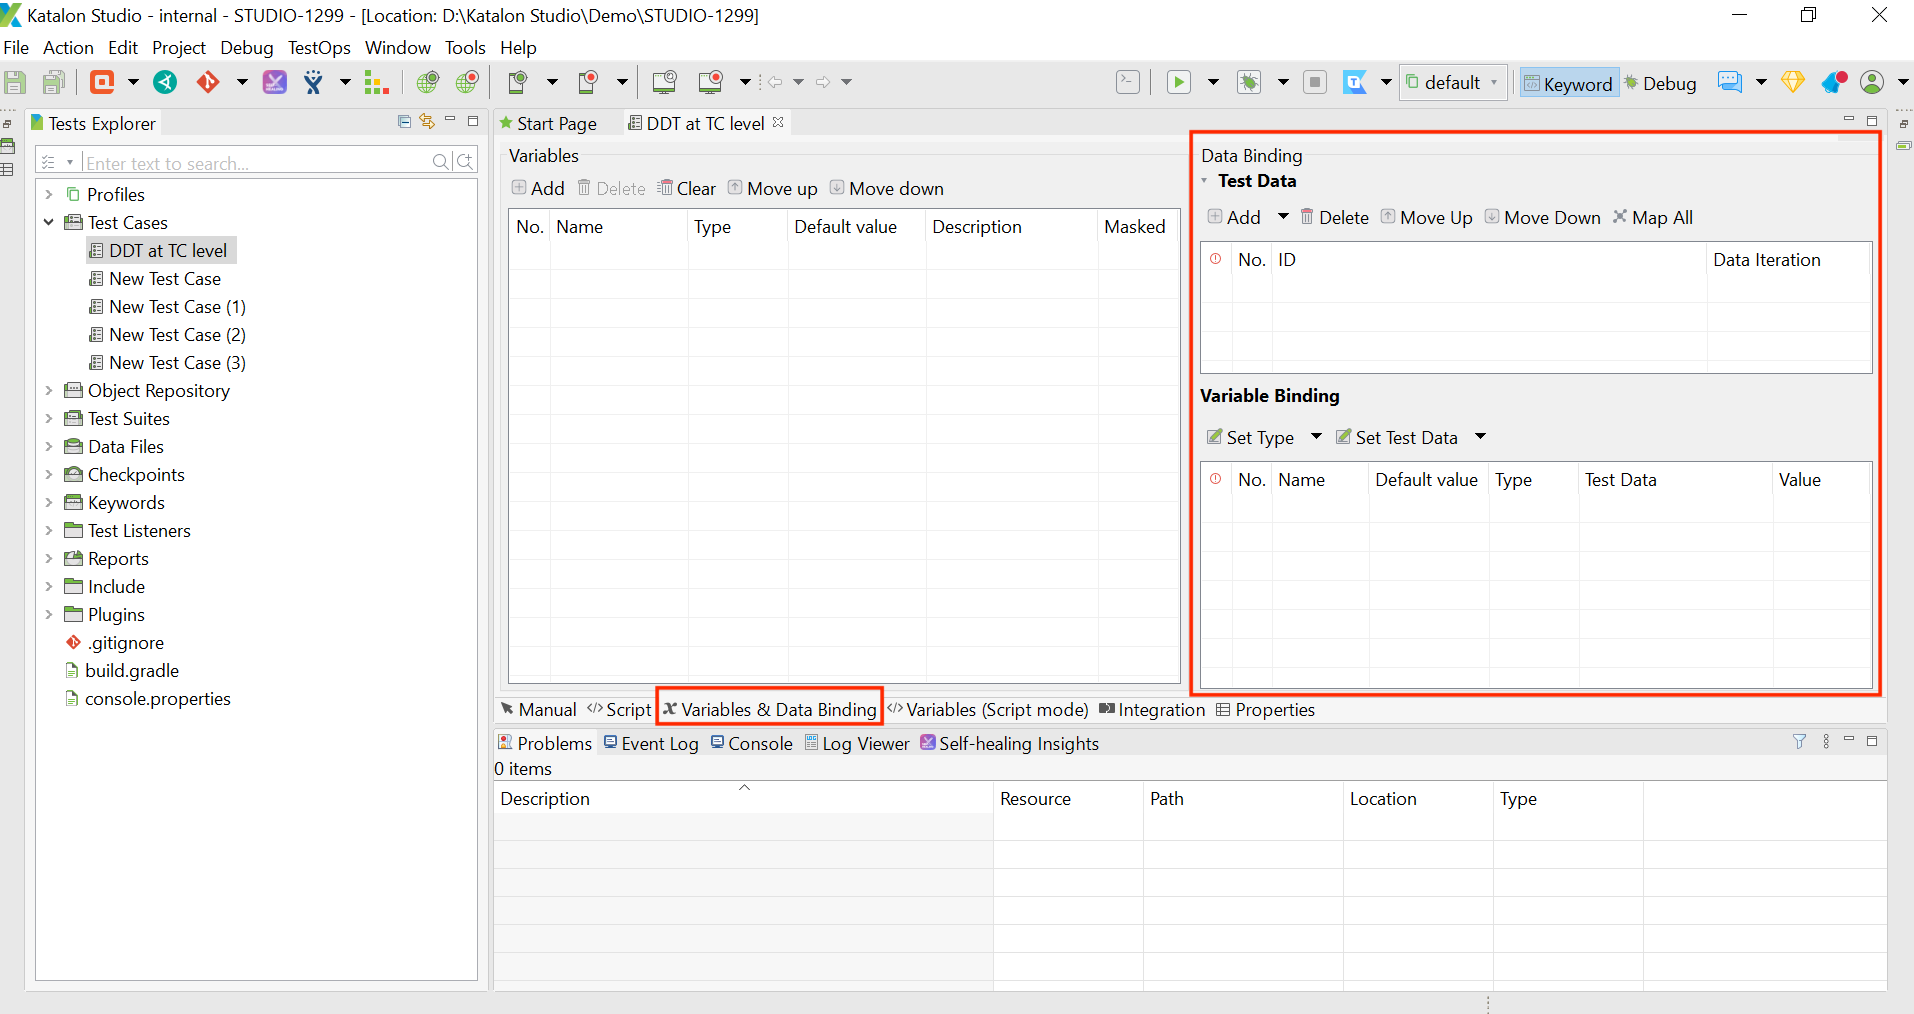 Katalon Studio - internal - STUDIO-1299 - [Location: D:\Katalon Studio\Demo\STUDIO-1299]
File Action Edit Project Debug TestOps Window Tools Help
default Keyword Debug
Tests Explorer
Enter text to search...
Profiles
Test Cases
DDT at TC level
New Test Case
New Test Case (1)
New Test Case (2)
New Test Case (3)
Object Repository
Test Suites
Data Files
Checkpoints
Keywords
Test Listeners
Reports
Include
Plugins
.gitignore
build.gradle
console.properties
Start Page DDT at TC level
Variables
Add Delete Clear Move up Move down
No. Name Type Default value Description Masked
Data Binding
Test Data
Add Delete Move Up Move Down Map All
No. ID Data Iteration
Variable Binding
Set Type Set Test Data
No. Name Default value Type Test Data Value
Manual Script Variables & Data Binding Variables (Script mode) Integration Properties
Problems Event Log Console Log Viewer Self-healing Insights
0 items
Description Resource Path Location Type